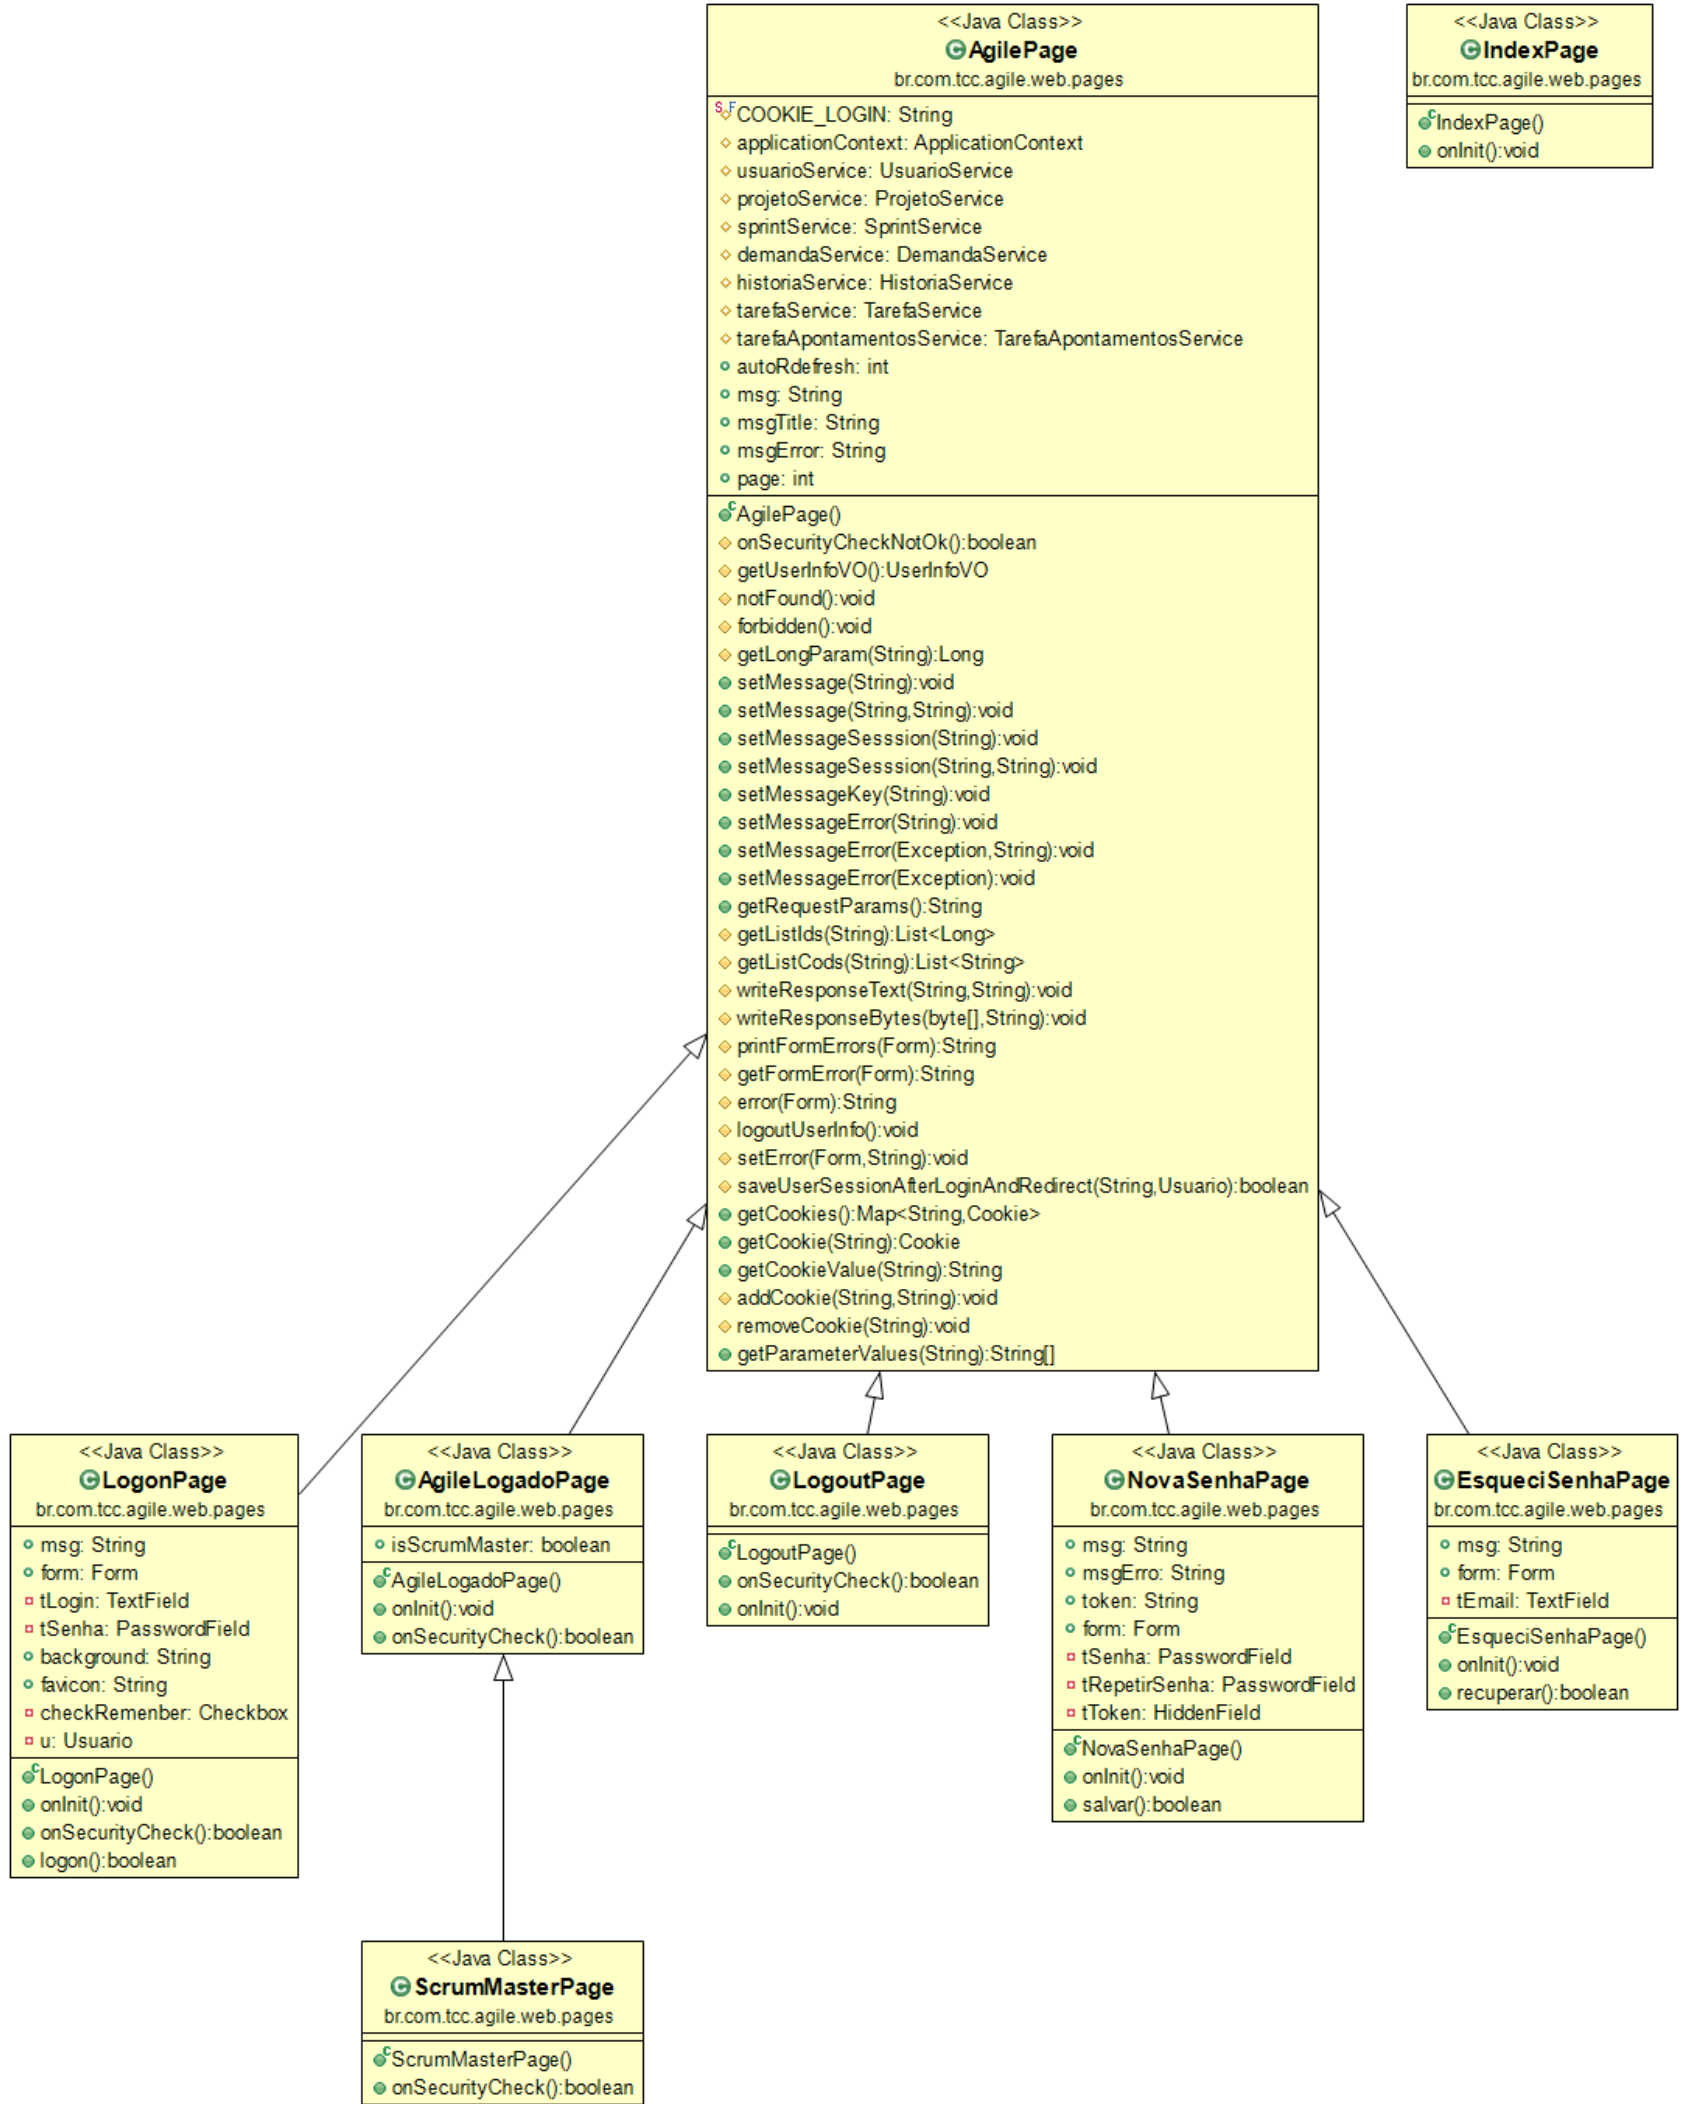 <<Java Class>>
AgilePage
br.com.tcc.agile.web.pages
COOKIE_LOGIN: String
applicationContext: ApplicationContext
usuarioService: UsuarioService
projetoService: ProjetoService
sprintService: SprintService
demandaService: DemandaService
historiaService: HistoriaService
tarefaService: TarefaService
tarefaApontamentosService: TarefaApontamentosService
autoRdefresh: int
msg: String
msgTitle: String
msgError: String
page: int
AgilePage()
onSecurityCheckNotOk():boolean
getUserInfoVO():UserInfoVO
notFound():void
forbidden():void
getLongParam(String):Long
setMessage(String):void
setMessage(String,String):void
setMessageSesssion(String):void
setMessageSesssion(String,String):void
setMessageKey(String):void
setMessageError(String):void
setMessageError(Exception,String):void
setMessageError(Exception):void
getRequestParams():String
getListIds(String):List<Long>
getListCods(String):List<String>
writeResponseText(String,String):void
writeResponseBytes(byte[],String):void
printFormErrors(Form):String
getFormError(Form):String
error(Form):String
logoutUserInfo():void
setError(Form,String):void
saveUserSessionAfterLoginAndRedirect(String,Usuario):boolean
getCookies():Map<String,Cookie>
getCookie(String):Cookie
getCookieValue(String):String
addCookie(String,String):void
removeCookie(String):void
getParameterValues(String):String[]
<<Java Class>>
IndexPage
br.com.tcc.agile.web.pages
IndexPage()
onInit():void
<<Java Class>>
LogonPage
br.com.tcc.agile.web.pages
msg: String
form: Form
tLogin: TextField
tSenha: PasswordField
background: String
favicon: String
checkRemenber: Checkbox
u: Usuario
LogonPage()
onInit():void
onSecurityCheck():boolean
logon():boolean
<<Java Class>>
AgileLogadoPage
br.com.tcc.agile.web.pages
isScrumMaster: boolean
AgileLogadoPage()
onInit():void
onSecurityCheck():boolean
<<Java Class>>
LogoutPage
br.com.tcc.agile.web.pages
LogoutPage()
onSecurityCheck():boolean
onInit():void
<<Java Class>>
NovaSenhaPage
br.com.tcc.agile.web.pages
msg: String
msgErro: String
token: String
form: Form
tSenha: PasswordField
tRepetirSenha: PasswordField
tToken: HiddenField
NovaSenhaPage()
onInit():void
salvar():boolean
<<Java Class>>
EsqueciSenhaPage
br.com.tcc.agile.web.pages
msg: String
form: Form
tEmail: TextField
EsqueciSenhaPage()
onInit():void
recuperar():boolean
<<Java Class>>
ScrumMasterPage
br.com.tcc.agile.web.pages
ScrumMasterPage()
onSecurityCheck():boolean